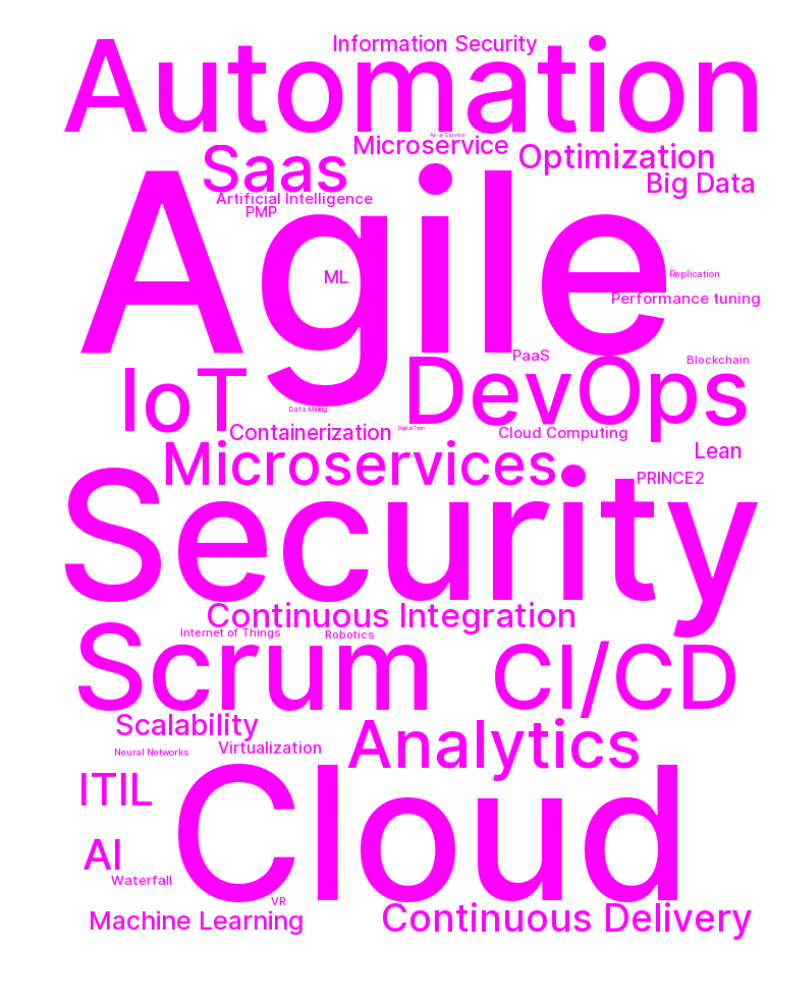 Information Security
Automation
As-a-Service
Microservice
Optimization
Saas
Big Data
Artificial Intelligence
PMP
Agile
ML
Replication
Performance tuning
PaaS
Blockchain
IoT
DevOps
Data Mining
Digital Twin
Containerization
Cloud Computing
Lean
Microservices
PRINCE2
Security
Continuous Integration
Internet of Things
Robotics
Scrum
CI/CD
Scalability
Analytics
Neural Networks
Virtualization
ITIL
Cloud
AI
Waterfall
VR
Machine Learning
Continuous Delivery